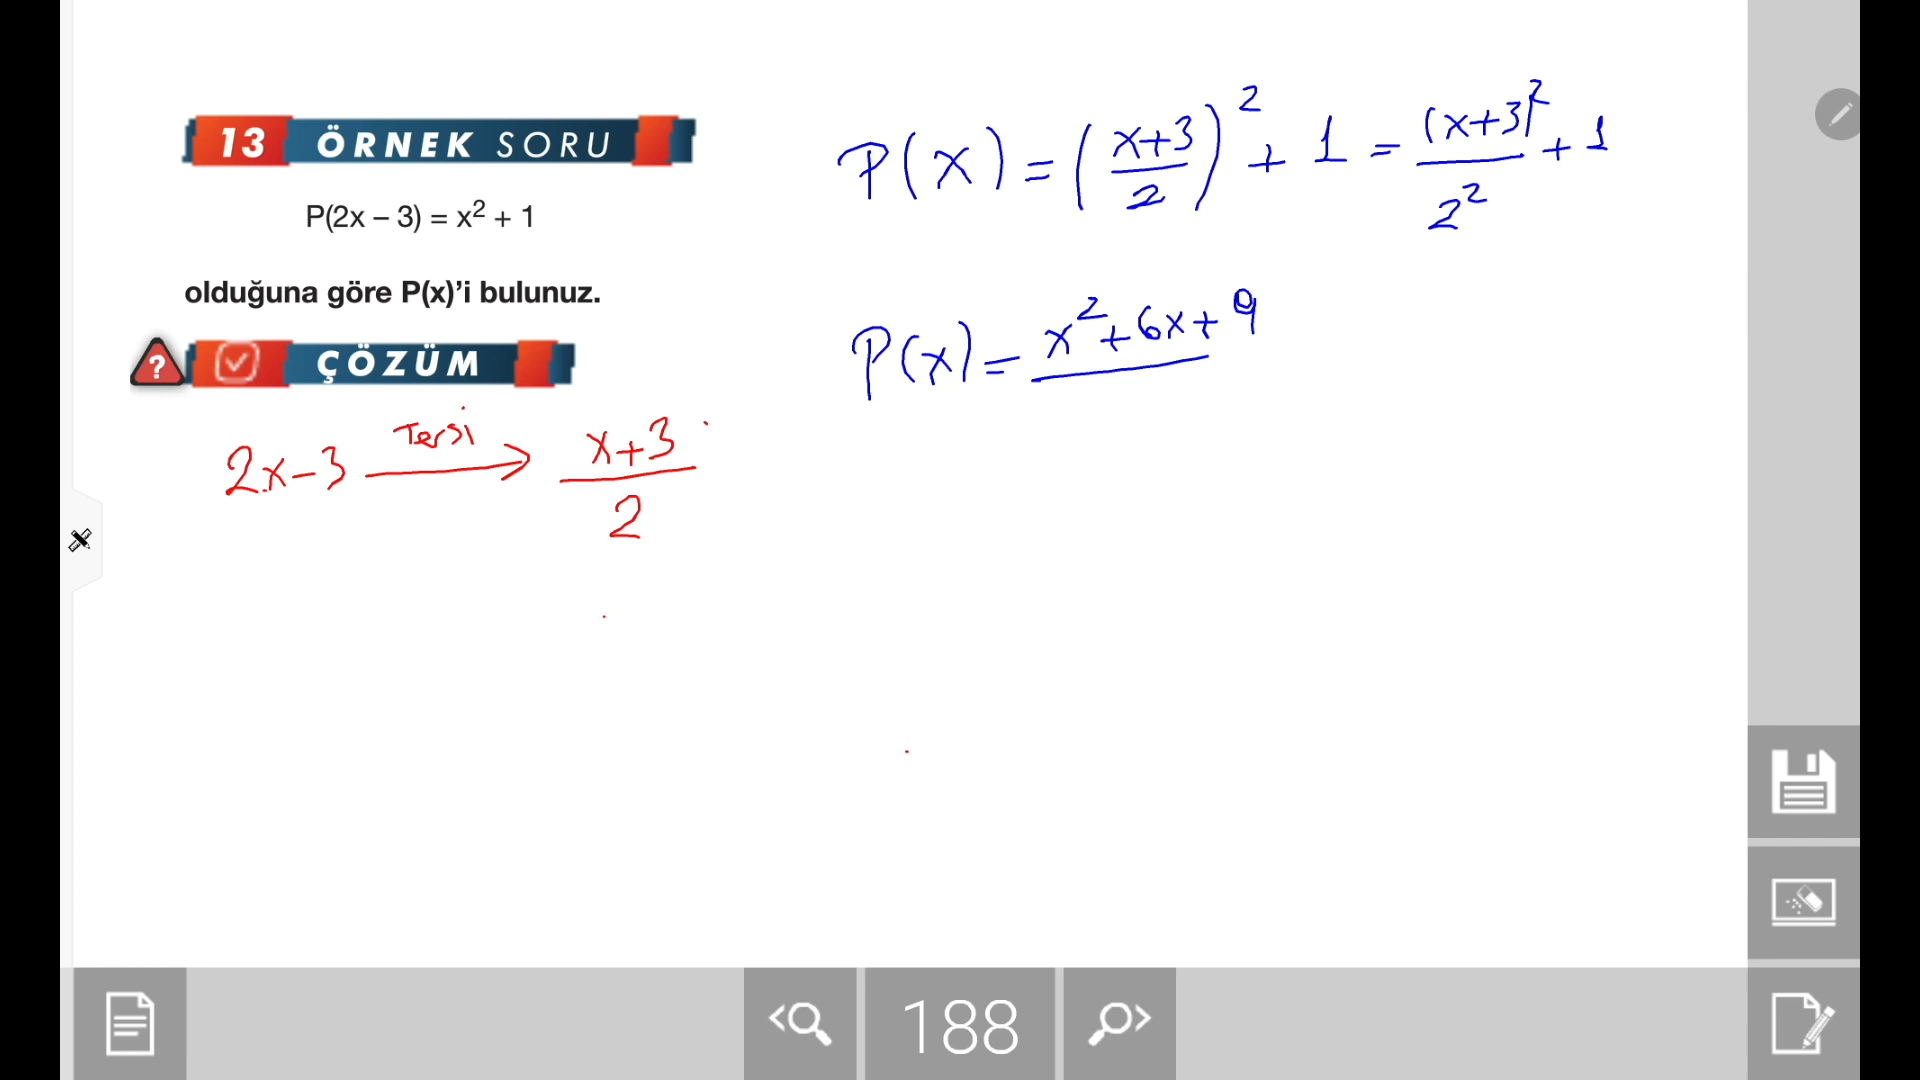 13 ÖRNEK SORU
P(2x – 3) = x² + 1
olduğuna göre P(x)’i bulunuz.
? ÇÖZÜM
2x-3 Tersi → x+3 / 2
P(x) = (x+3 / 2)² + 1 = (x+3)² / 2² + 1
P(x) = x²+6x+9
188